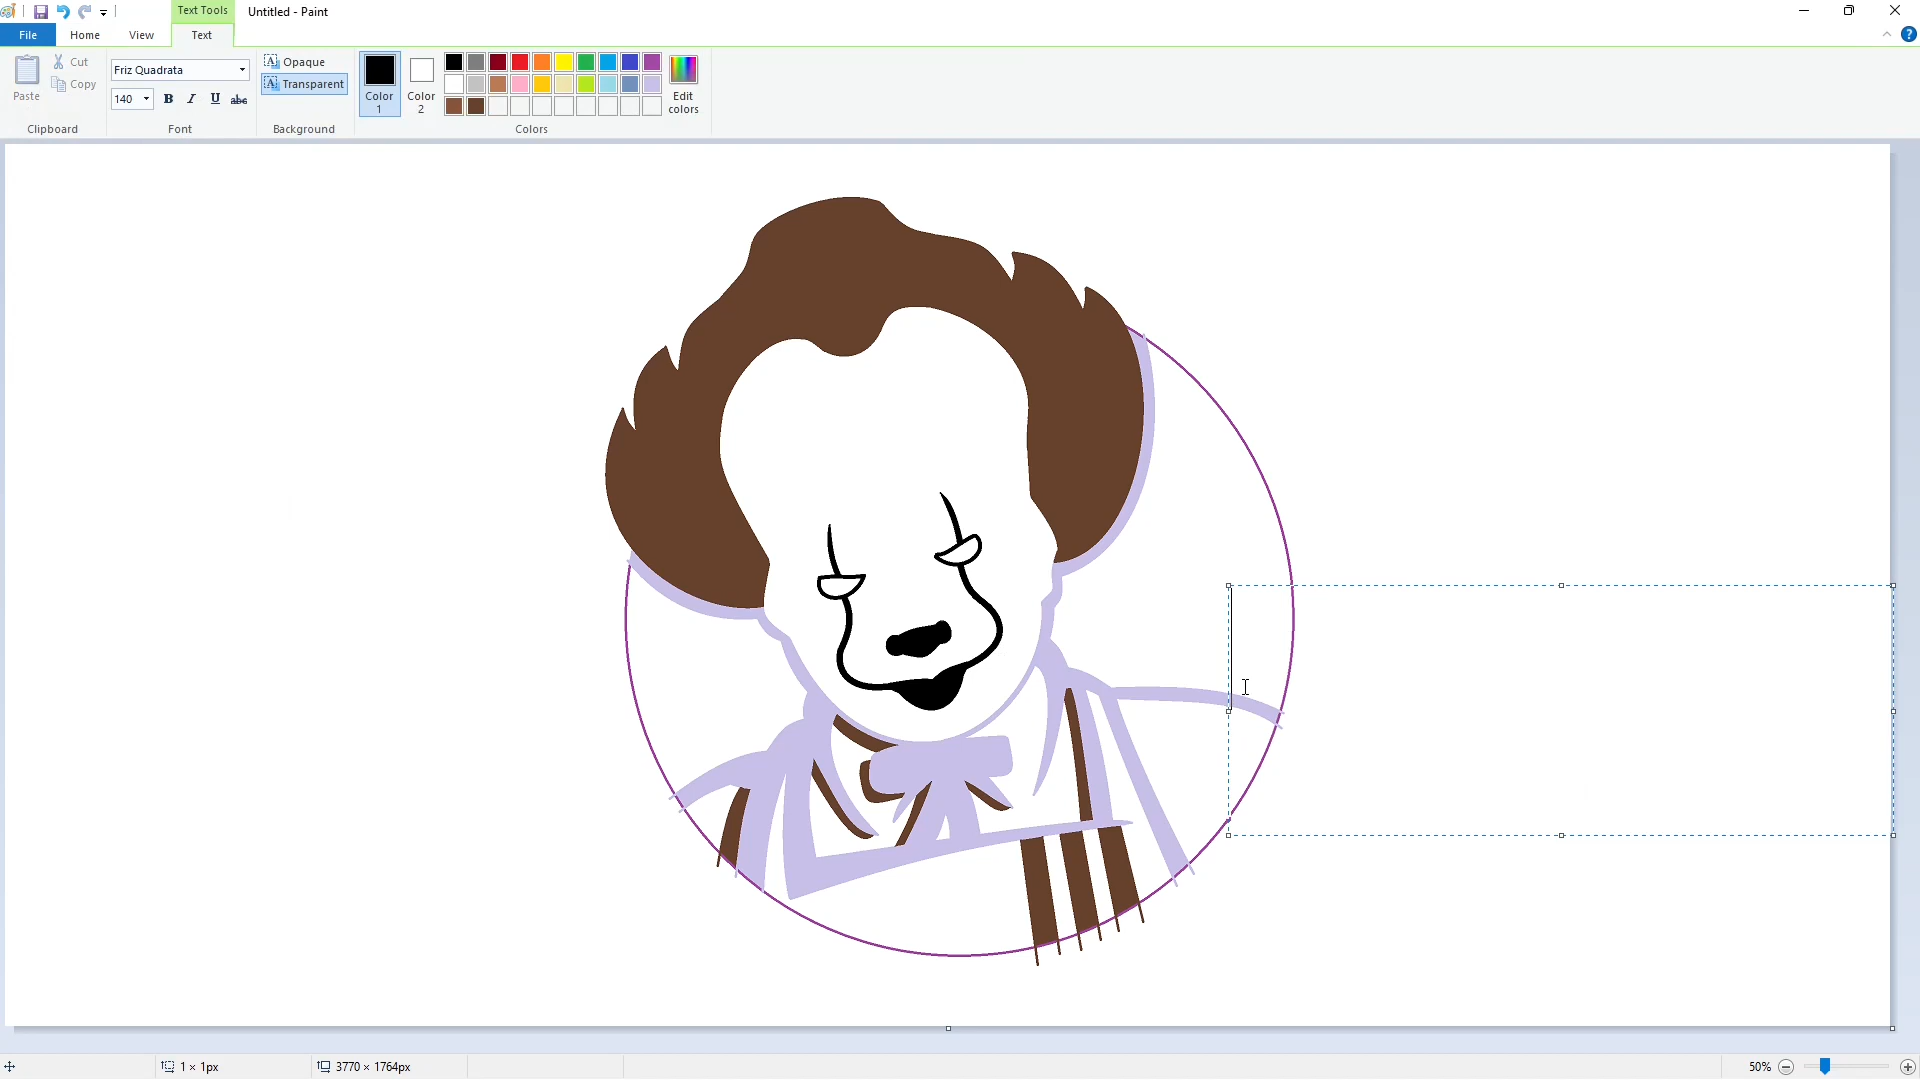 Text Tools
Untitled - Paint
File
Home
View
Text
?
Paste
Cut
Copy
Clipboard
Friz Quadrata
140
B
I
U
abc
Font
A Opaque
A Transparent
Background
Color
1
Color
2
Edit
colors
Colors
1 × 1px
3770 × 1764px
50%